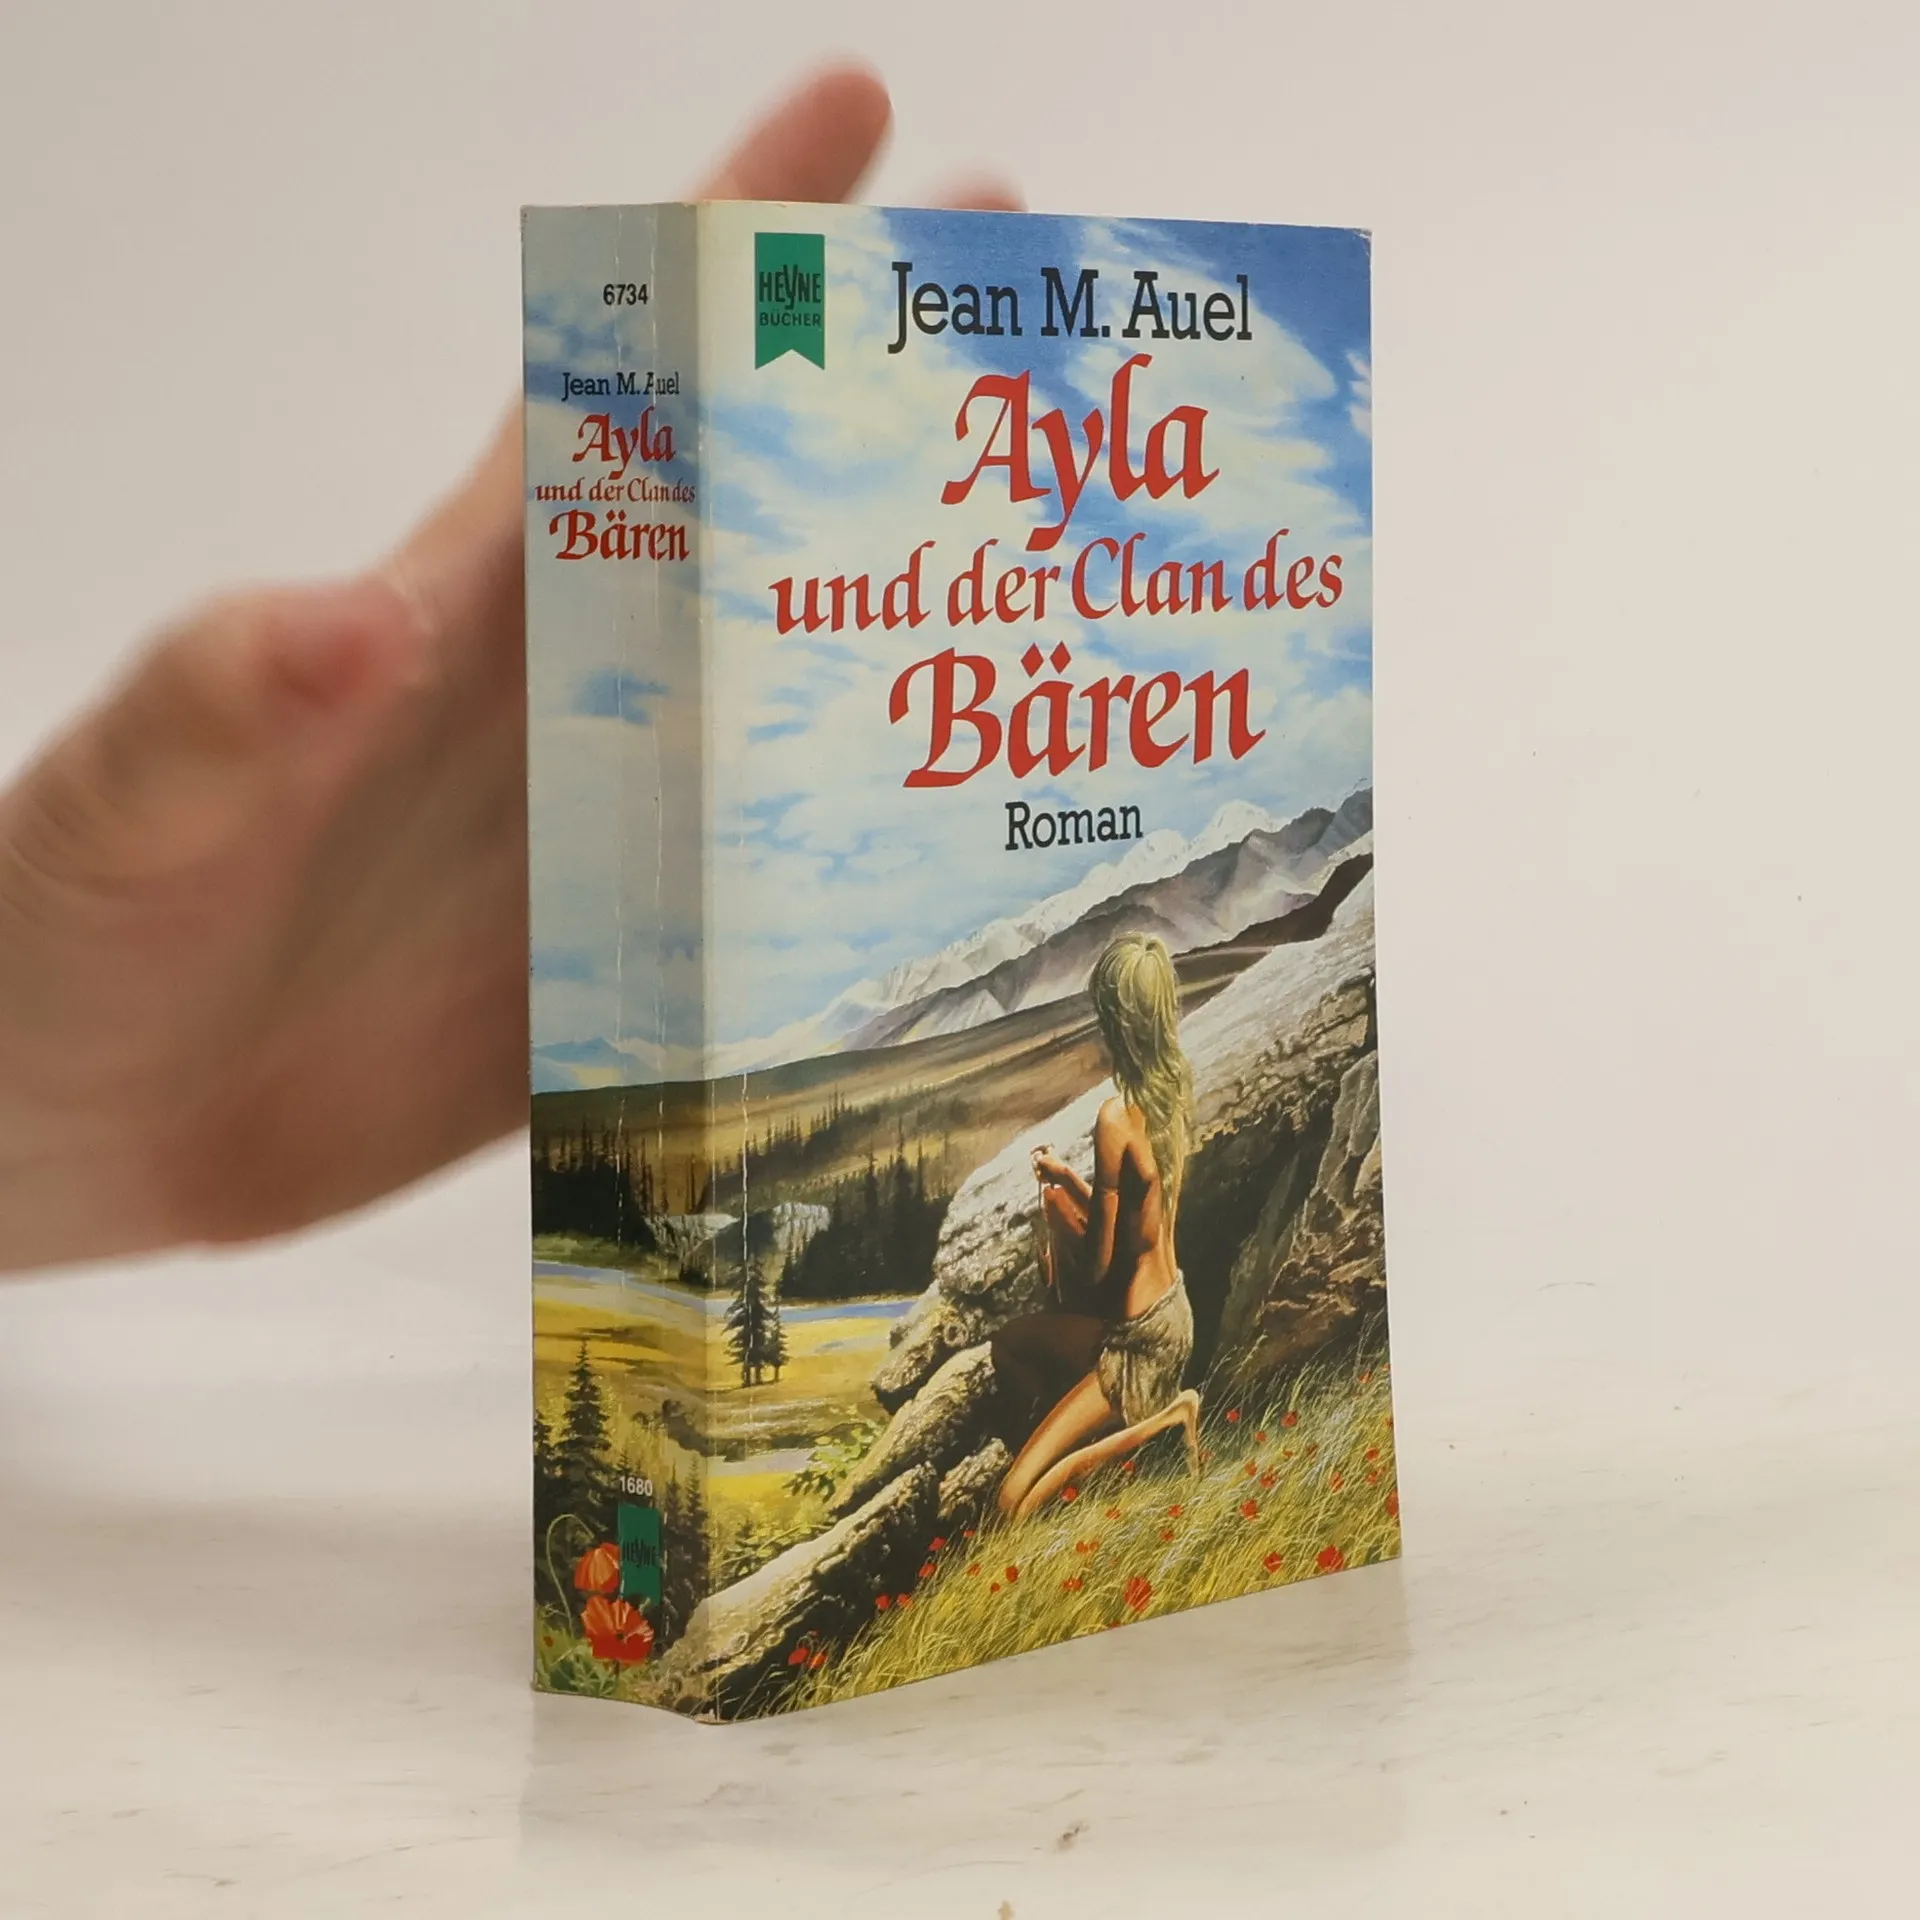 6734
Jean M. Auel
Ayla
und der Clan des
Bären
1680
HEYNE
HEYNE
BÜCHER
Jean M. Auel
Ayla
und der Clan des
Bären
Roman